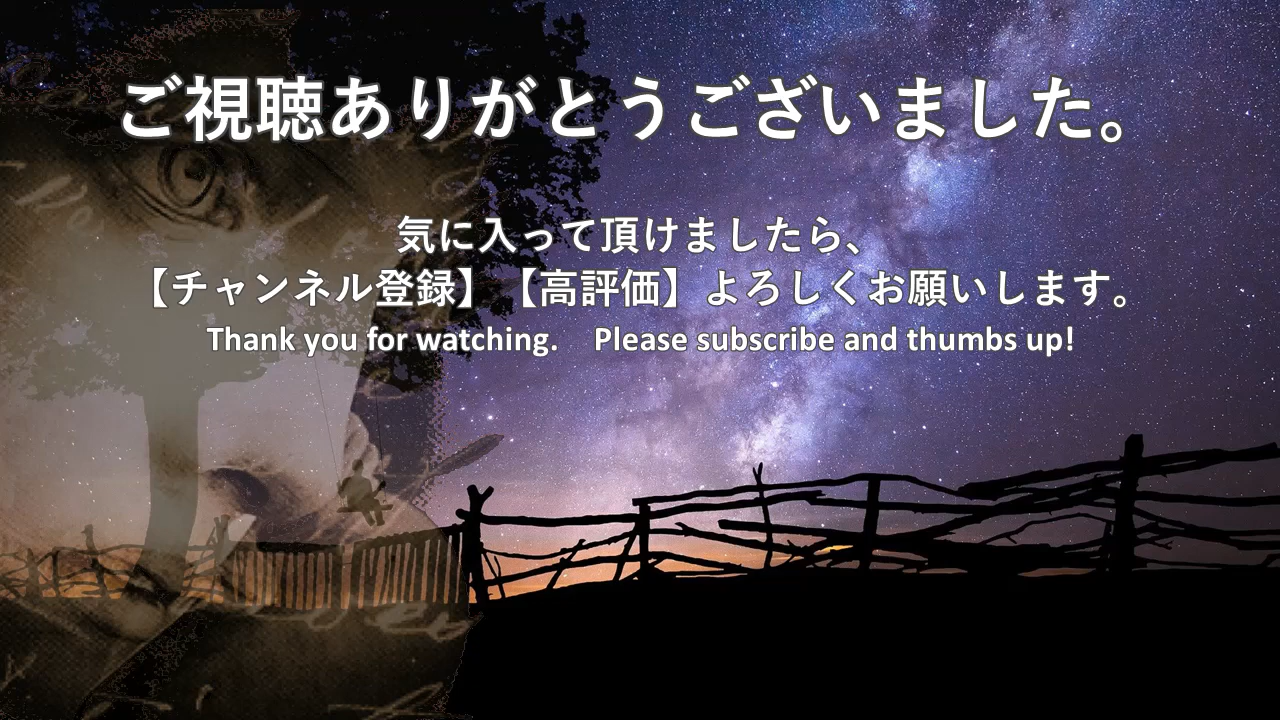 ご視聴ありがとうございました。
気に入って頂けましたら、
【チャンネル登録】【高評価】よろしくお願いします。
Thank you for watching.　Please subscribe and thumbs up!